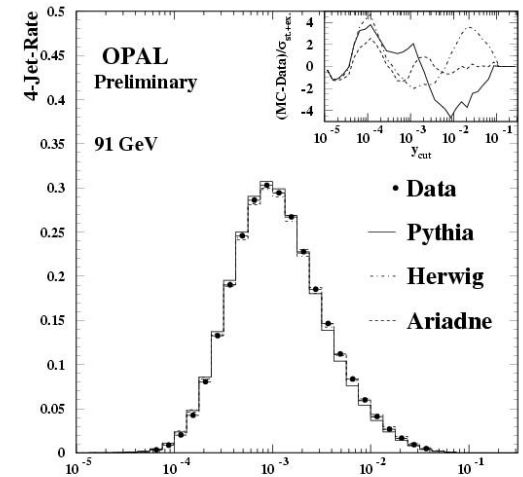 4-Jet-Rate
0.5
0.45
0.4
0.35
0.3
0.25
0.2
0.15
0.1
0.05
0
10^-5
10^-4
10^-3
10^-2
10^-1
OPAL
Preliminary
91 GeV
(MC-Data)/σ_st.+ex.
4
2
0
-2
-4
10^-5
10^-4
10^-3
10^-2
10^-1
y_cut
Data
Pythia
Herwig
Ariadne